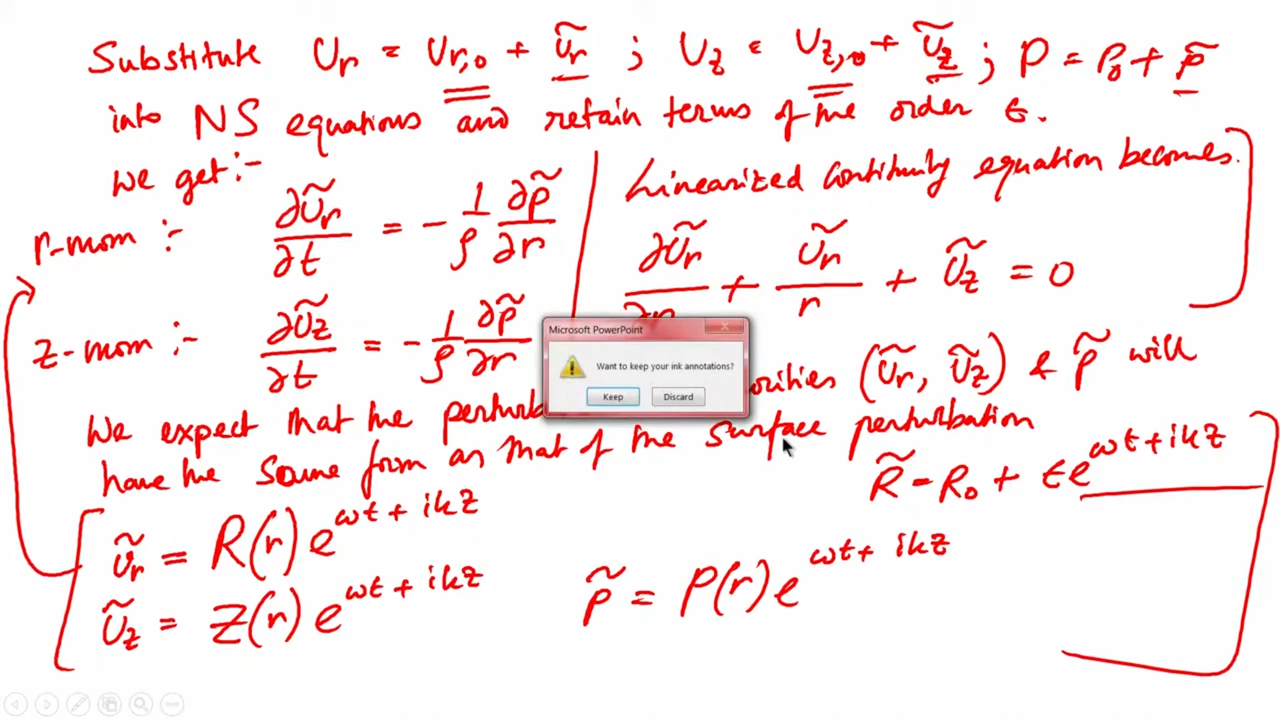 Substitute Ur = Ur,0 + ũr ; Uz = Uz,0 + Ũz ; P = P0 + p̃
into NS equations and retain terms of the order ϵ.
We get:-
r-mom :- ∂Ũr/∂t = - 1/ρ ∂p̃/∂r
z-mom :- ∂Ũz/∂t = - 1/ρ ∂p̃/∂r
Linearized continuity equation becomes.
∂Ũr/∂r + Ũr/r + Ũz = 0
Microsoft PowerPoint
Want to keep your ink annotations?
Keep Discard
We expect that the (Ũr, Ũz) & p̃ will
have the same form as that of the surface perturbation
R̃ = R0 + ϵe^ωt + ikz
ũr = R(r) e^ωt + ikz
Ũz = Z(r) e^ωt + ikz
p̃ = P(r) e^ωt + ikz